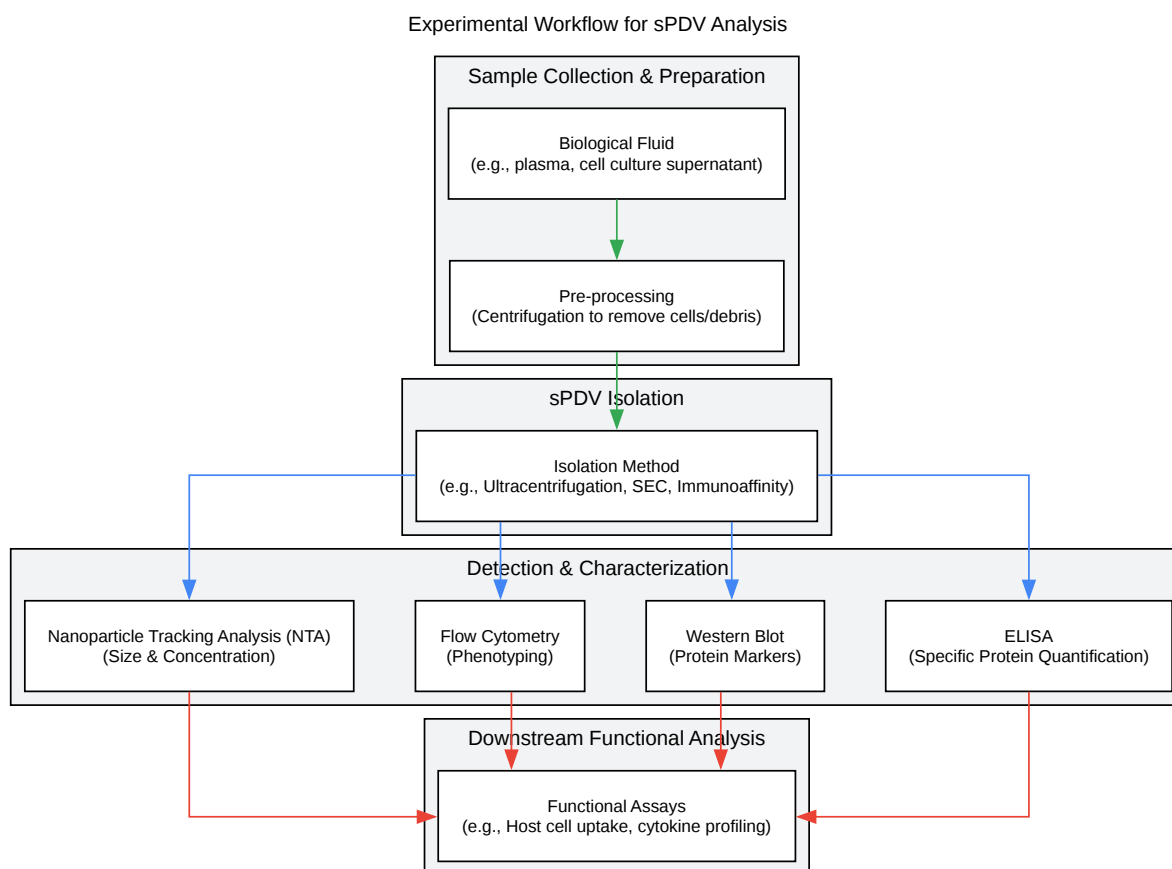 Experimental Workflow for sPDV Analysis
Sample Collection & Preparation
Biological Fluid
(e.g., plasma, cell culture supernatant)
Pre-processing
(Centrifugation to remove cells/debris)
sPDV Isolation
Isolation Method
(e.g., Ultracentrifugation, SEC, Immunoaffinity)
Detection & Characterization
Nanoparticle Tracking Analysis (NTA)
(Size & Concentration)
Flow Cytometry
(Phenotyping)
Western Blot
(Protein Markers)
ELISA
(Specific Protein Quantification)
Downstream Functional Analysis
Functional Assays
(e.g., Host cell uptake, cytokine profiling)